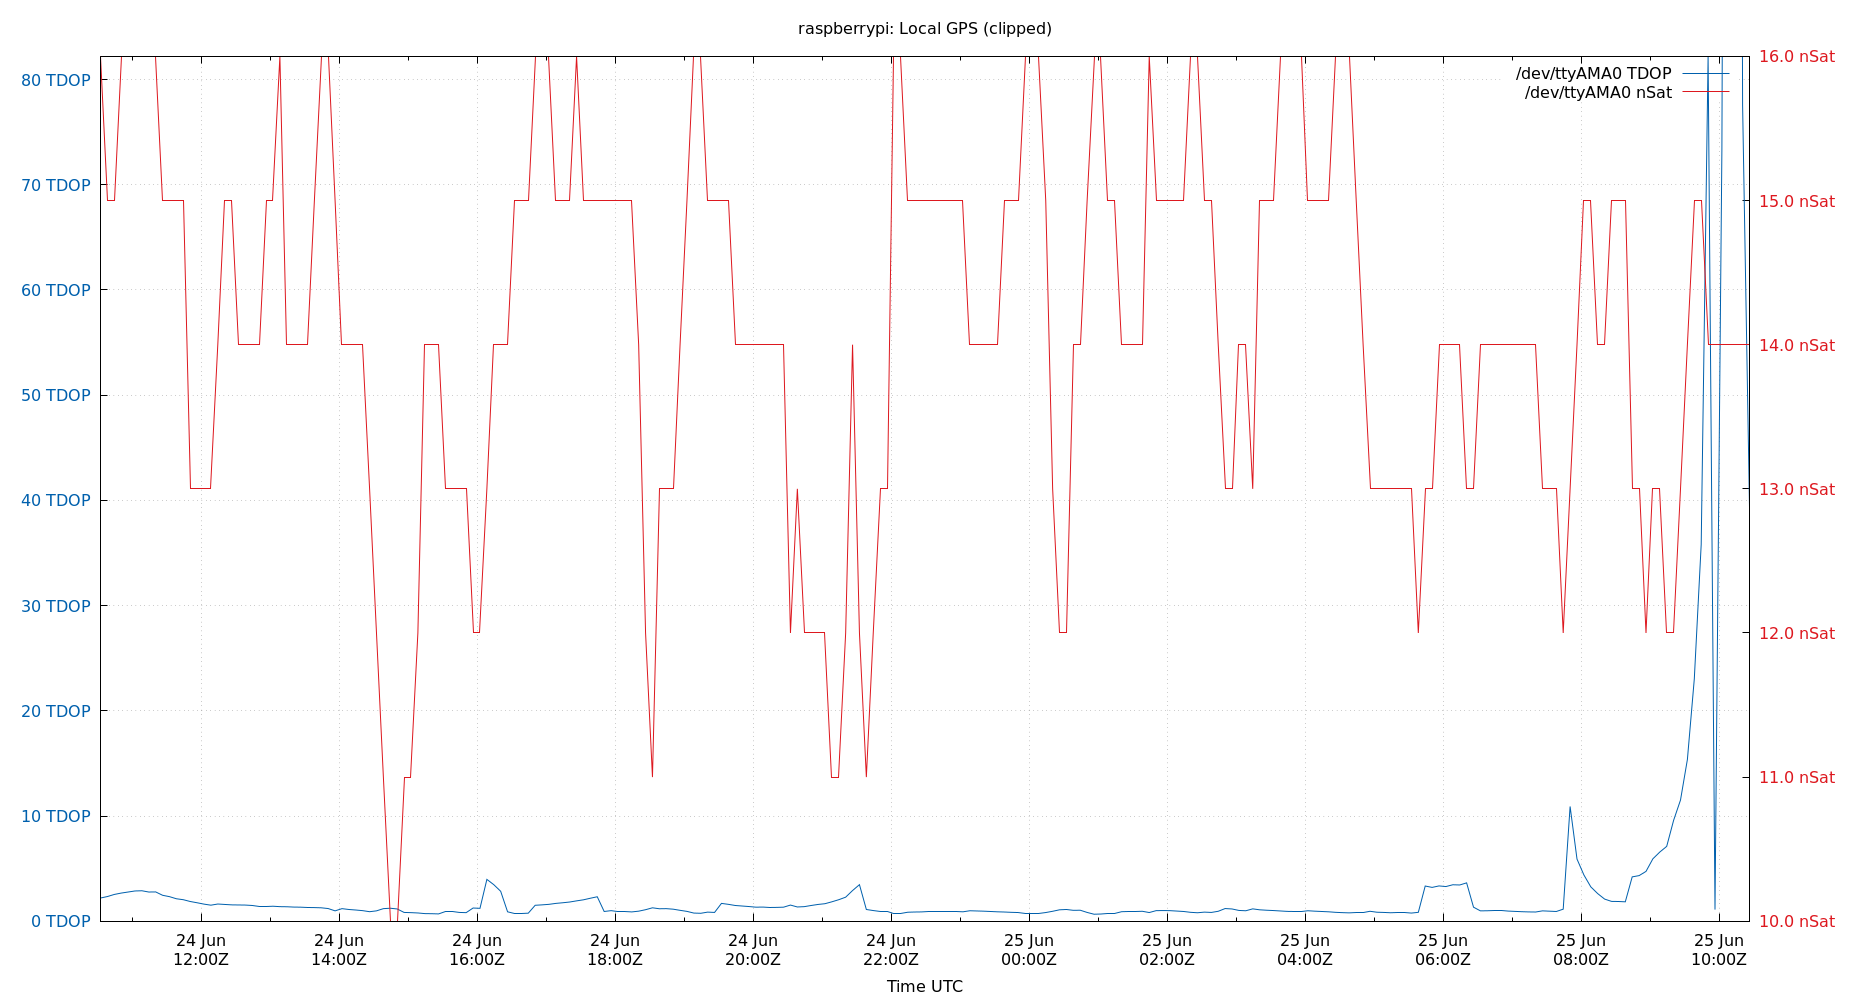 raspberrypi: Local GPS (clipped)
/dev/ttyAMA0 TDOP
/dev/ttyAMA0 nSat
80 TDOP
70 TDOP
60 TDOP
50 TDOP
40 TDOP
30 TDOP
20 TDOP
10 TDOP
0 TDOP
16.0 nSat
15.0 nSat
14.0 nSat
13.0 nSat
12.0 nSat
11.0 nSat
10.0 nSat
24 Jun
12:00Z
24 Jun
14:00Z
24 Jun
16:00Z
24 Jun
18:00Z
24 Jun
20:00Z
24 Jun
22:00Z
25 Jun
00:00Z
25 Jun
02:00Z
25 Jun
04:00Z
25 Jun
06:00Z
25 Jun
08:00Z
25 Jun
10:00Z
Time UTC